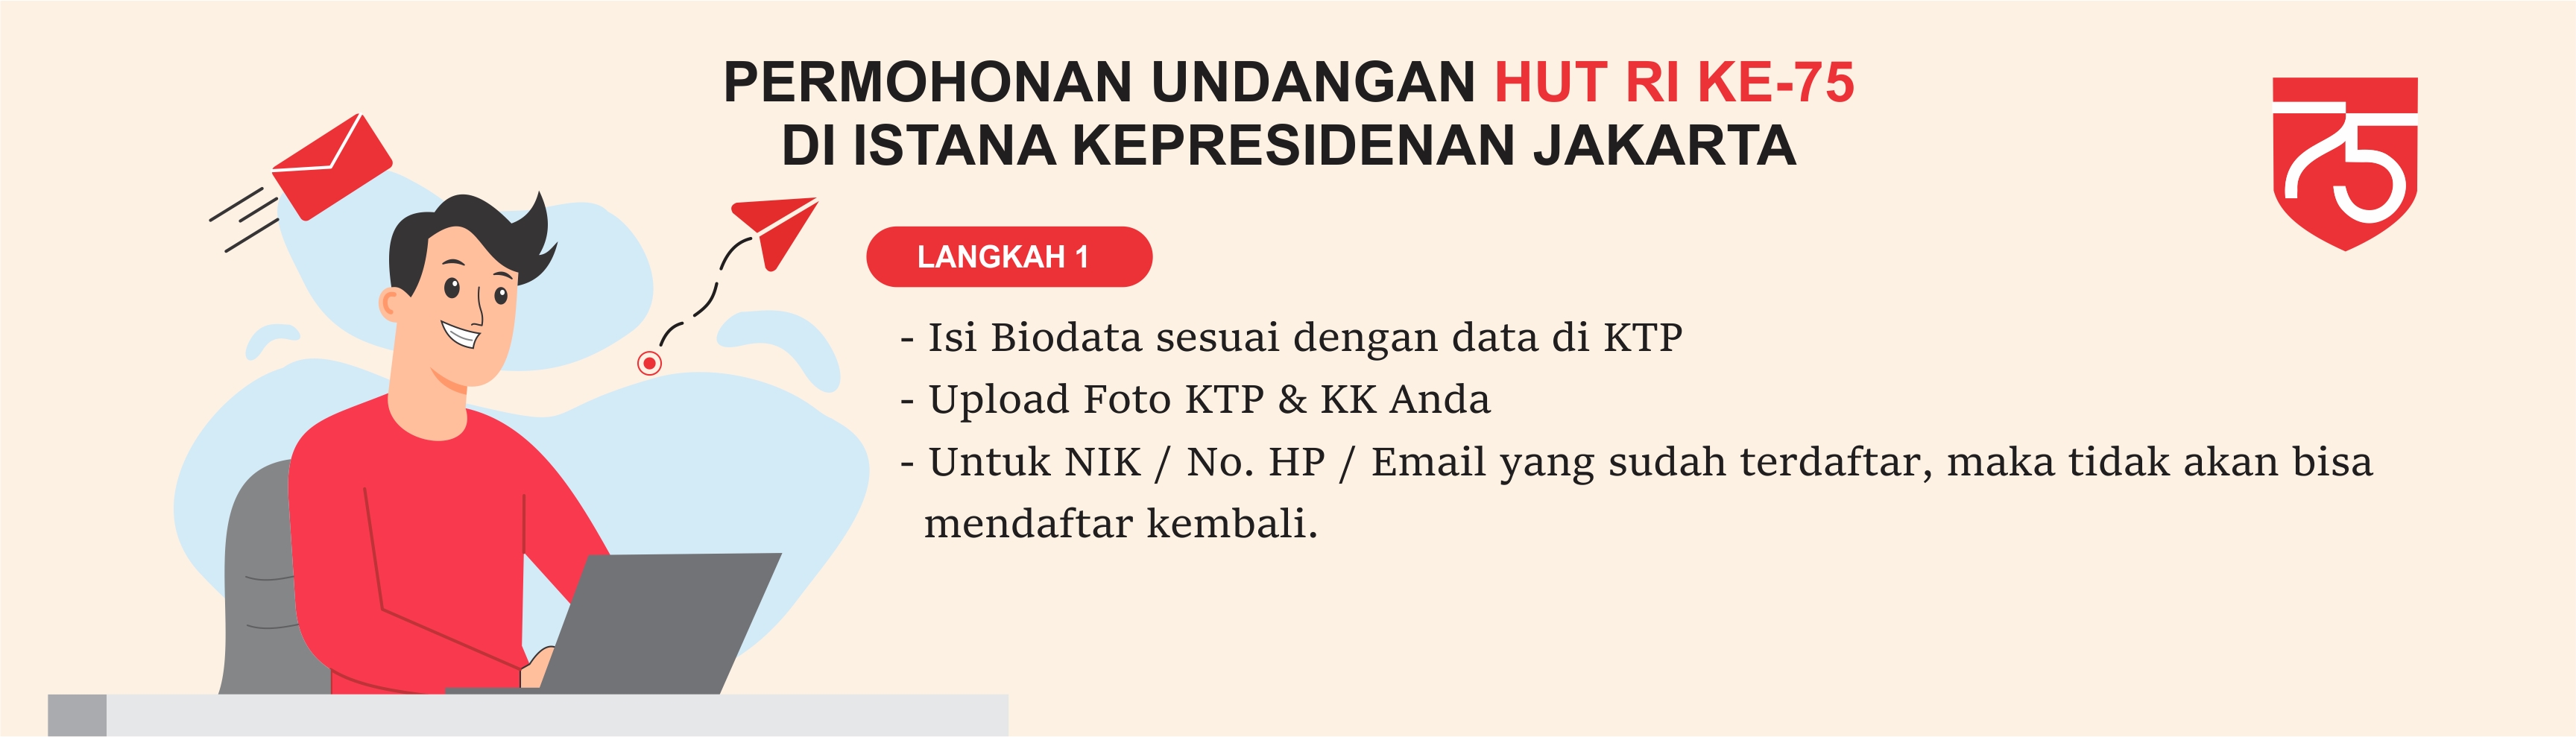 PERMOHONAN UNDANGAN HUT RI KE-75
DI ISTANA KEPRESIDENAN JAKARTA
75
LANGKAH 1
- Isi Biodata sesuai dengan data di KTP
- Upload Foto KTP & KK Anda
- Untuk NIK / No. HP / Email yang sudah terdaftar, maka tidak akan bisa
mendaftar kembali.